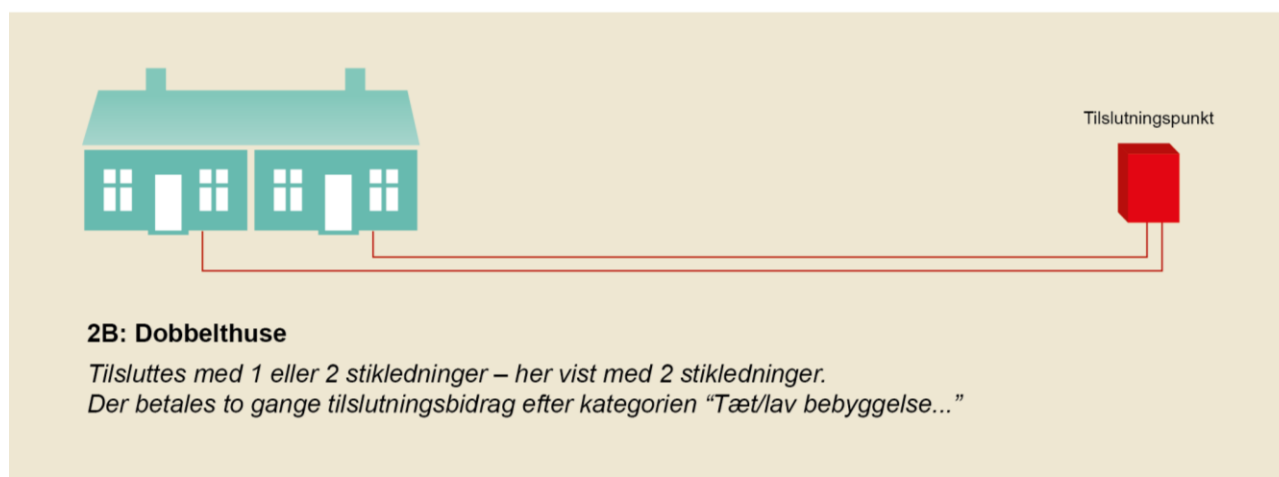 Tilslutningspunkt
2B: Dobbelthuse
Tilsluttes med 1 eller 2 stikledninger – her vist med 2 stikledninger.
Der betales to gange tilslutningsbidrag efter kategorien “Tæt/lav bebyggelse...”